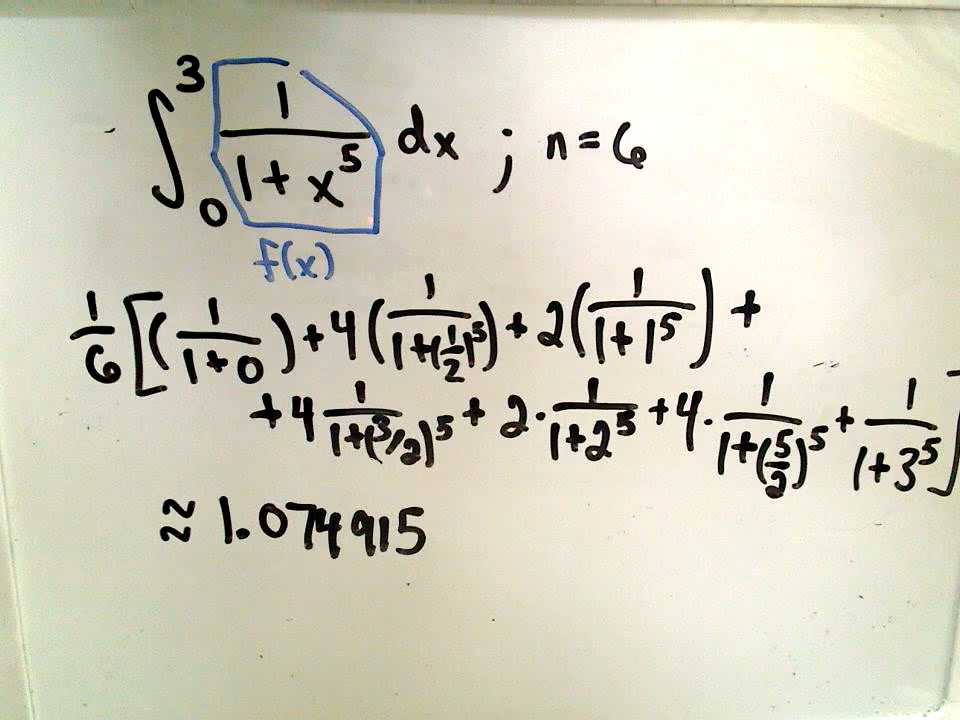 ∫₀³ 1/(1+x⁵) dx ; n=6
f(x)
1/6 [(1/(1+0)) + 4(1/(1+(1/2)⁵)) + 2(1/(1+1⁵)) +
+ 4 1/(1+(3/2)⁵) + 2· 1/(1+2⁵) + 4· 1/(1+(5/2)⁵) + 1/(1+3⁵)]
≈ 1.074915